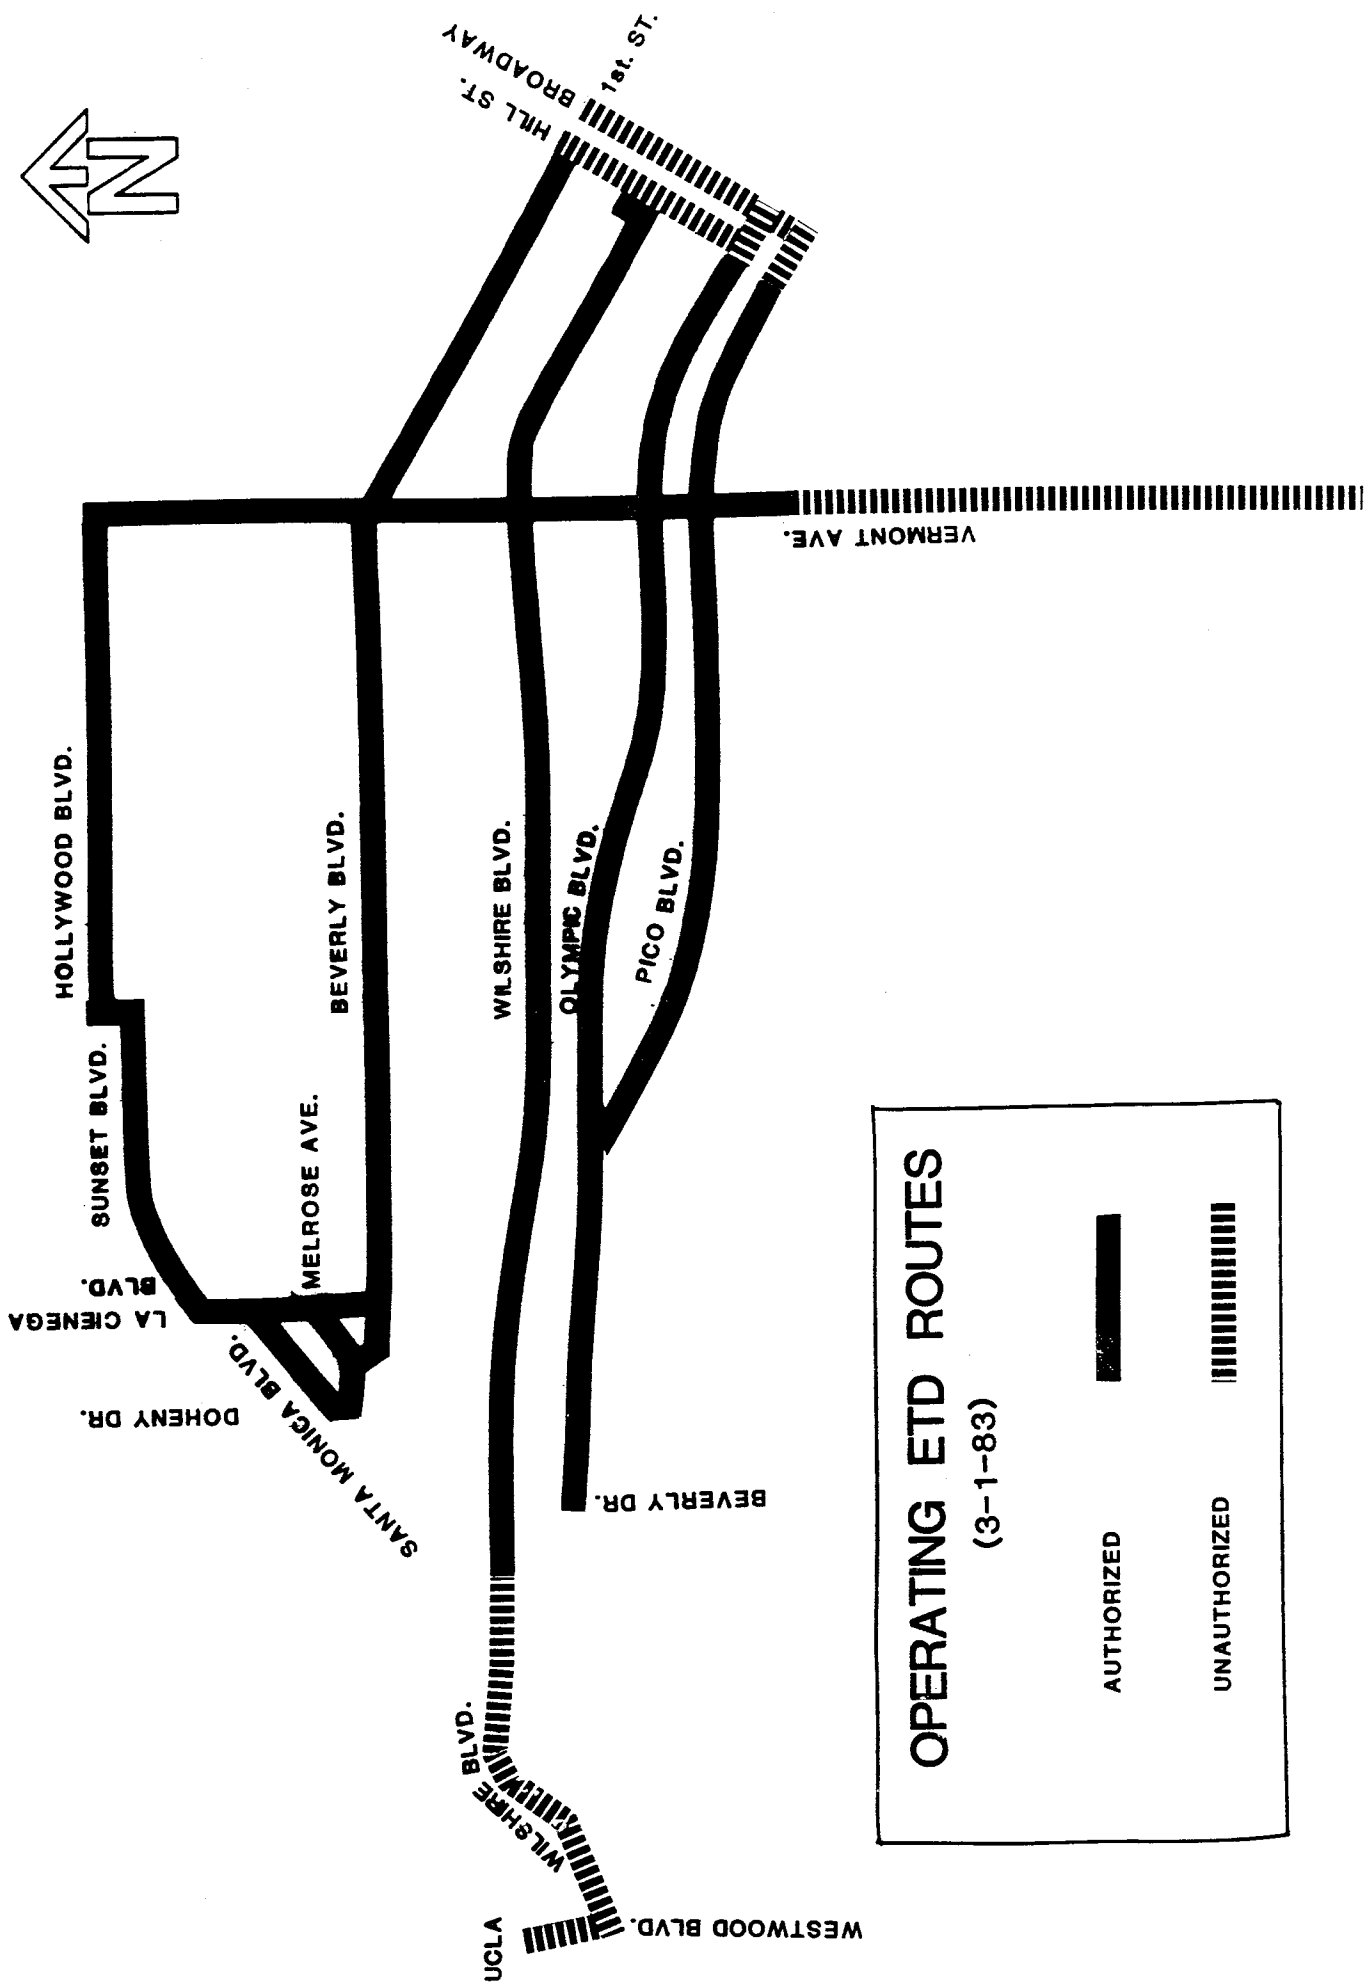 N
HOLLYWOOD BLVD.
SUNSET BLVD.
LA CIENEGA
BLVD.
DOHENY DR.
SANTA MONICA BLVD.
MELROSE AVE.
BEVERLY BLVD.
WILSHIRE BLVD.
OLYMPIC BLVD.
PICO BLVD.
BEVERLY DR.
WILSHIRE BLVD.
UCLA
WESTWOOD BLVD.
VERMONT AVE.
HILL ST.
BROADWAY
1st. ST.
OPERATING ETD ROUTES
(3-1-83)
AUTHORIZED
UNAUTHORIZED